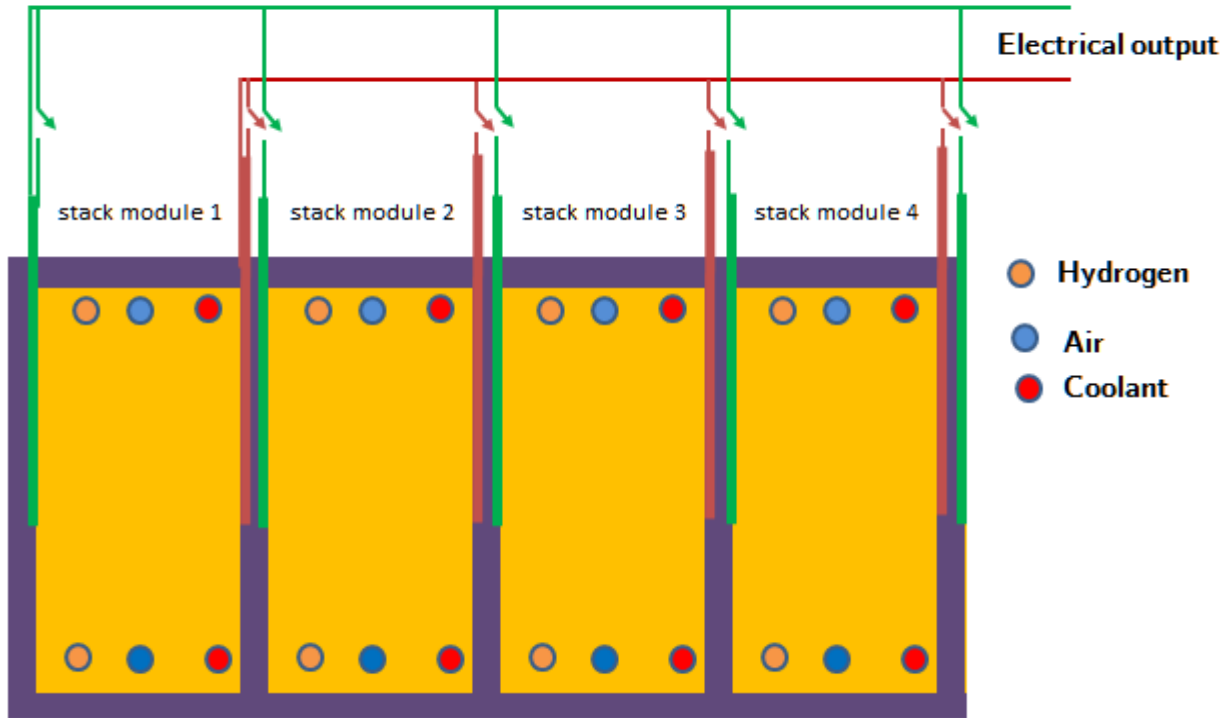 Electrical output
stack module 1
stack module 2
stack module 3
stack module 4
Hydrogen
Air
Coolant